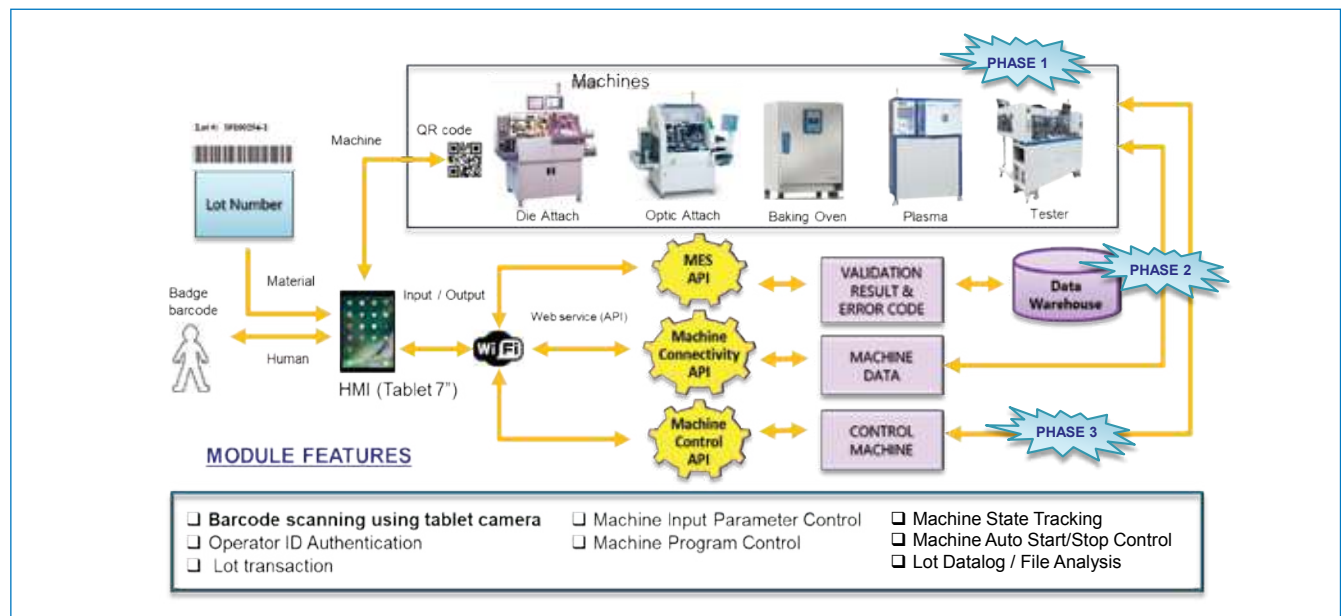 PHASE 1
Machines
QR code
Machine
Lot Number
Die Attach
Optic Attach
Baking Oven
Plasma
Tester
Material
Badge
barcode
Human
HMI (Tablet 7”)
Input / Output
WiFi
Web service (API)
MES
API
VALIDATION
RESULT &
ERROR CODE
Data
Warehouse
PHASE 2
Machine
Connectivity
API
MACHINE
DATA
Machine
Control
API
CONTROL
MACHINE
PHASE 3
MODULE FEATURES
❑ Barcode scanning using tablet camera
❑ Operator ID Authentication
❑ Lot transaction
❑ Machine Input Parameter Control
❑ Machine Program Control
❑ Machine State Tracking
❑ Machine Auto Start/Stop Control
❑ Lot Datalog / File Analysis